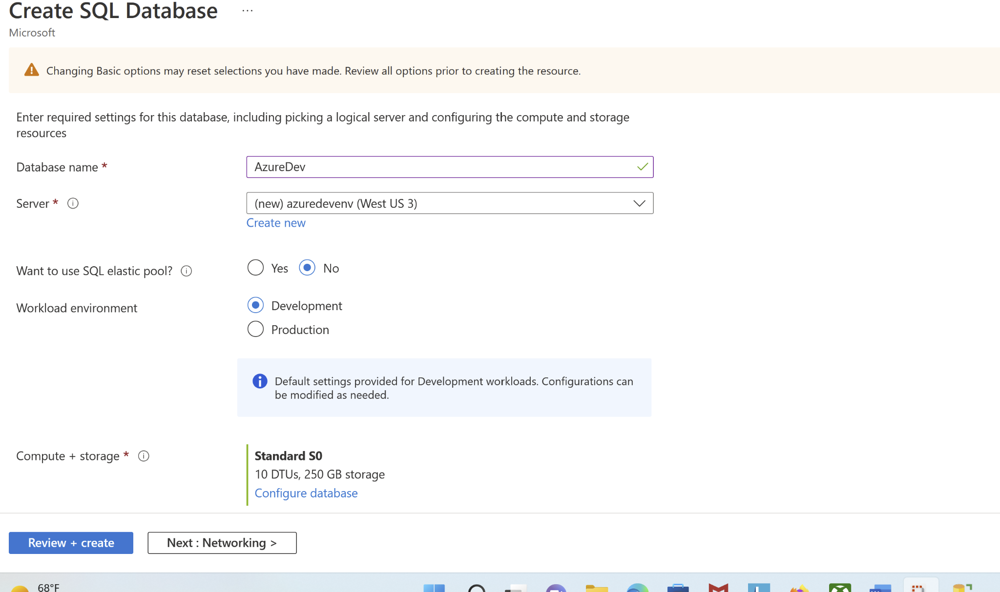 Create SQL Database ...
Microsoft
Changing Basic options may reset selections you have made. Review all options prior to creating the resource.
Enter required settings for this database, including picking a logical server and configuring the compute and storage
resources
Database name *
AzureDev
Server *
(new) azuredevenv (West US 3)
Create new
Want to use SQL elastic pool?
Yes No
Workload environment
Development
Production
Default settings provided for Development workloads. Configurations can
be modified as needed.
Compute + storage *
Standard S0
10 DTUs, 250 GB storage
Configure database
Review + create
Next : Networking >
68°F